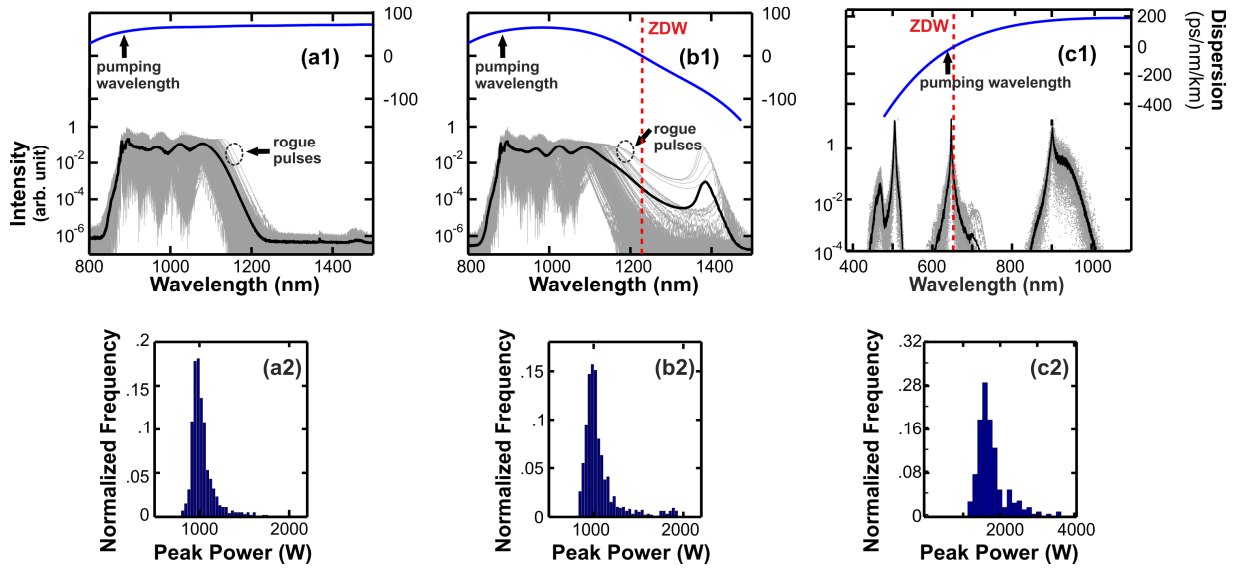 100
0
-100
(a1)
pumping
wavelength
rogue
pulses
1
10-2
10-4
10-6
Intensity
(arb. unit)
800
1000
1200
1400
Wavelength (nm)
100
0
-100
ZDW
(b1)
pumping
wavelength
rogue
pulses
1
10-2
10-4
10-6
800
1000
1200
1400
Wavelength (nm)
200
0
-200
-400
Dispersion
(ps/nm/km)
ZDW
(c1)
pumping wavelength
1
10-2
10-4
400
600
800
1000
Wavelength (nm)
Normalized Frequency
.2
.15
.1
.05
0
(a2)
1000
2000
Peak Power (W)
Normalized Frequency
.15
.1
.05
0
(b2)
1000
2000
Peak Power (W)
Normalized Frequency
.32
.28
.16
.08
0
(c2)
2000
4000
Peak Power (W)